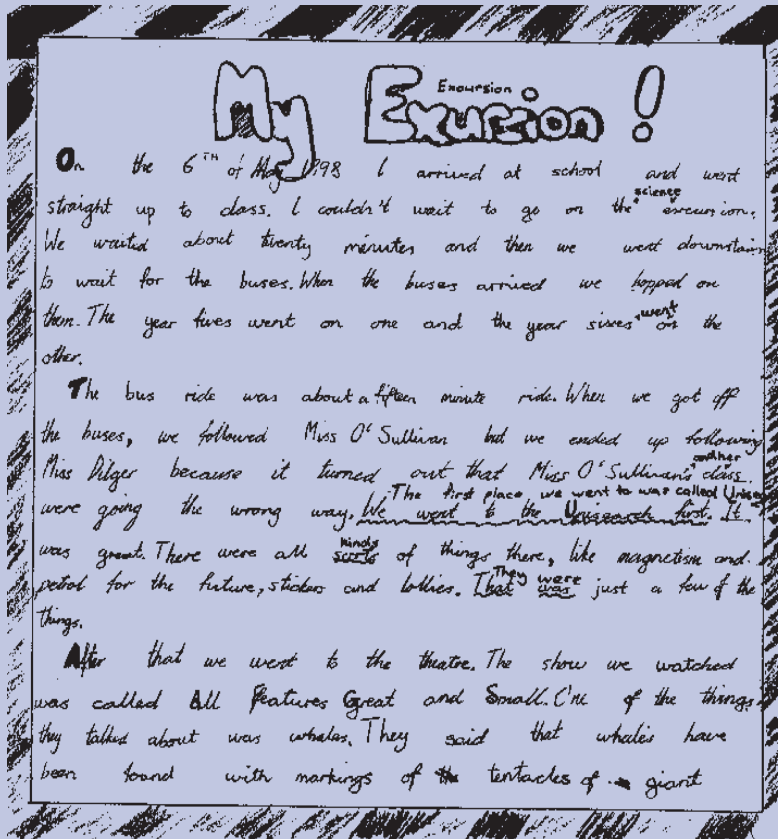 Excursion
My Exurzion!
On the 6TH of May 1998 I arrived at school and went
science
straight up to class. I couldn't wait to go on the excursion.
We waited about twenty minutes and then we went downstairs
to wait for the buses. When the buses arrived we hopped on
them. The year fives went on one and the year sixes went on the
other.
The bus ride was about a fifteen minute ride. When we got off
the buses, we followed Miss O'Sullivan but we ended up following
and her
Miss Dilger because it turned out that Miss O'Sullivan's class
The first place, we went to was called
were going the wrong way. We went to the Unisearch first. It
kinds
was great. There were all sorts of things there, like magnetism and
They were
petrol for the future, stickers and lollies. That was just a few of the
things.
After that we went to the theatre. The show we watched
was called All Features Great and Small. One of the things
they talked about was whales. They said that whales have
been found with markings of the tentacles of giant